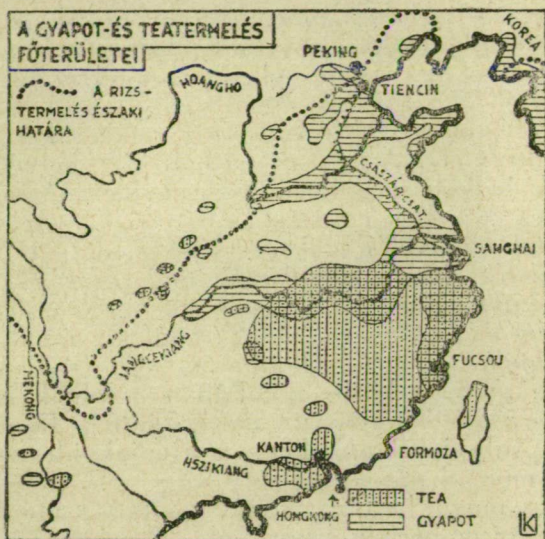 A GYAPOT-ÉS TEATERMELÉS
FŐTERÜLETEI
A RIZS-
TERMELÉS ÉSZAKI
HATÁRA
HOANGHO
PEKING
KOREA
TIENCIN
CSÁSZÁRCSAT.
SANGHAI
JANGCEKIANG
FUCSOU
MEKONG
KANTON
FORMOZA
HSZIKIANG
HONGKONG
TEA
GYAPOT
K